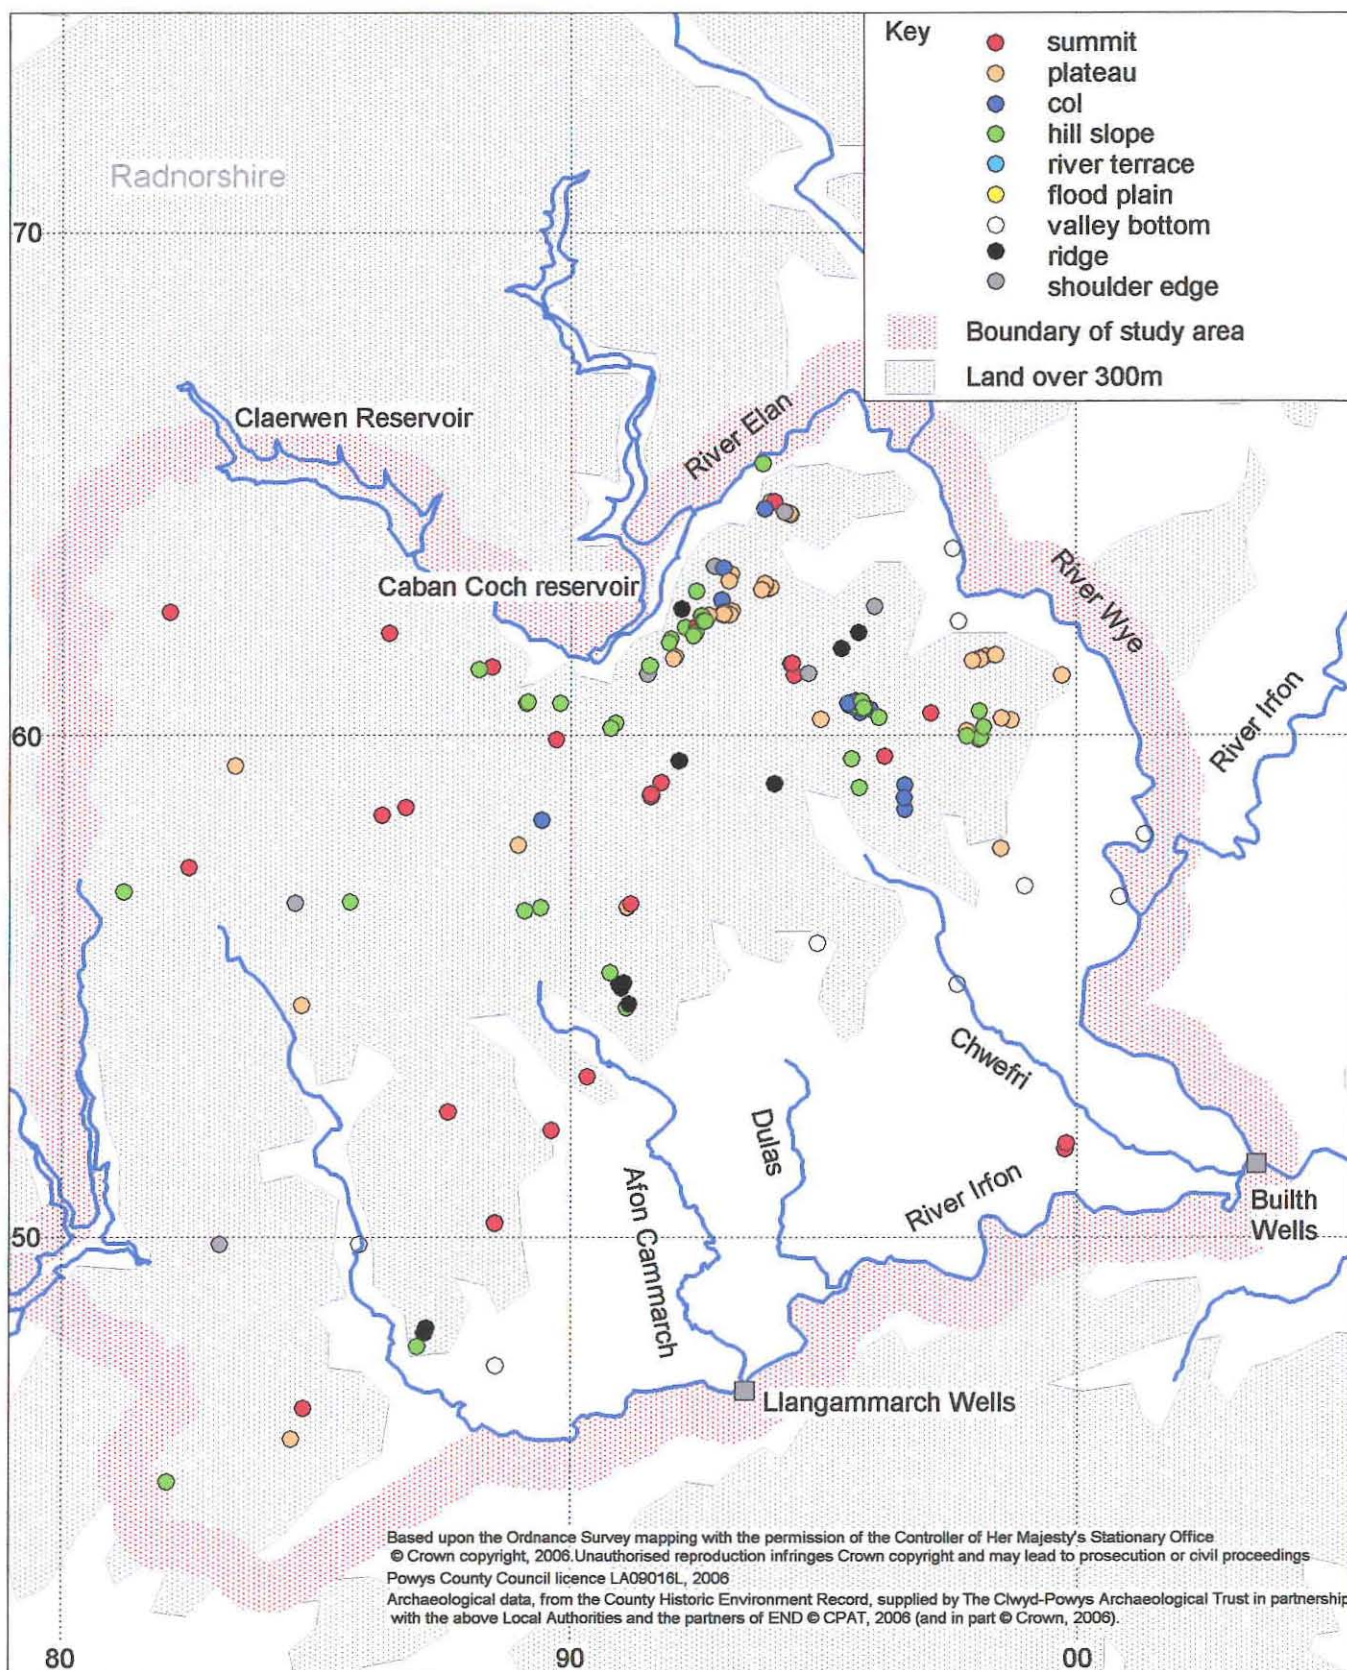 Key
summit
plateau
col
hill slope
river terrace
flood plain
valley bottom
ridge
shoulder edge
Boundary of study area
Land over 300m
Radnorshire
70
Claerwen Reservoir
River Elan
Caban Coch reservoir
River Wye
River Irfon
60
Chwefri
Dulas
Afon Cammarch
River Irfon
Builth
Wells
50
Llangammarch Wells
Based upon the Ordnance Survey mapping with the permission of the Controller of Her Majesty's Stationary Office
© Crown copyright, 2006.Unauthorised reproduction infringes Crown copyright and may lead to prosecution or civil proceedings
Powys County Council licence LA09016L, 2006
Archaeological data, from the County Historic Environment Record, supplied by The Clwyd-Powys Archaeological Trust in partnership
with the above Local Authorities and the partners of END © CPAT, 2006 (and in part © Crown, 2006).
80
90
00